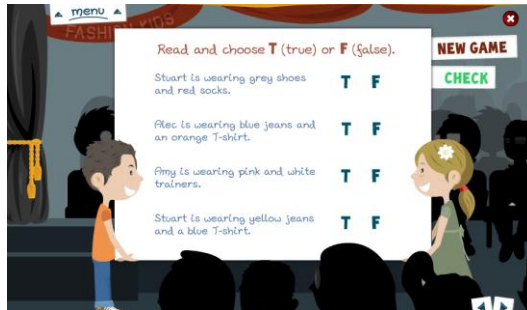 menu
FASHION KIDS
Read and choose T (true) or F (false).
NEW GAME
CHECK
Stuart is wearing grey shoes
and red socks.
T F
Alec is wearing blue jeans and
an orange T-shirt.
T F
Amy is wearing pink and white
trainers.
T F
Stuart is wearing yellow jeans
and a blue T-shirt.
T F